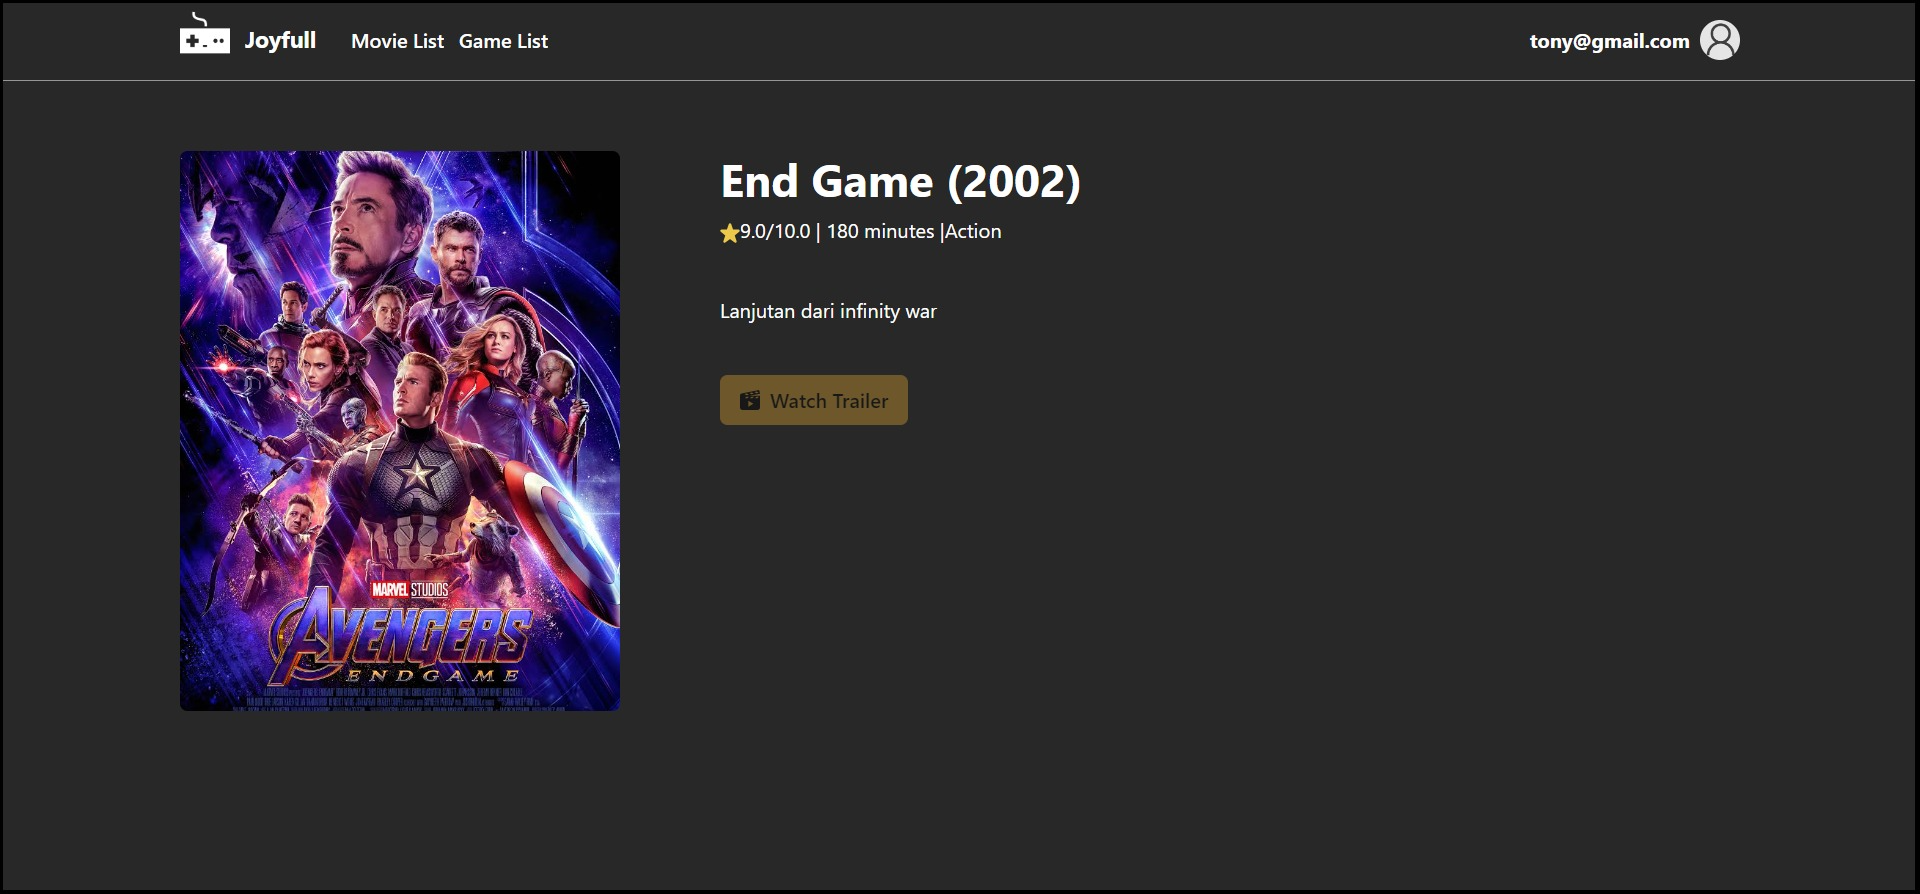 Joyfull Movie List Game List tony@gmail.com
End Game (2002)
9.0/10.0 | 180 minutes |Action
Lanjutan dari infinity war
Watch Trailer
MARVEL STUDIOS
AVENGERS
ENDGAME